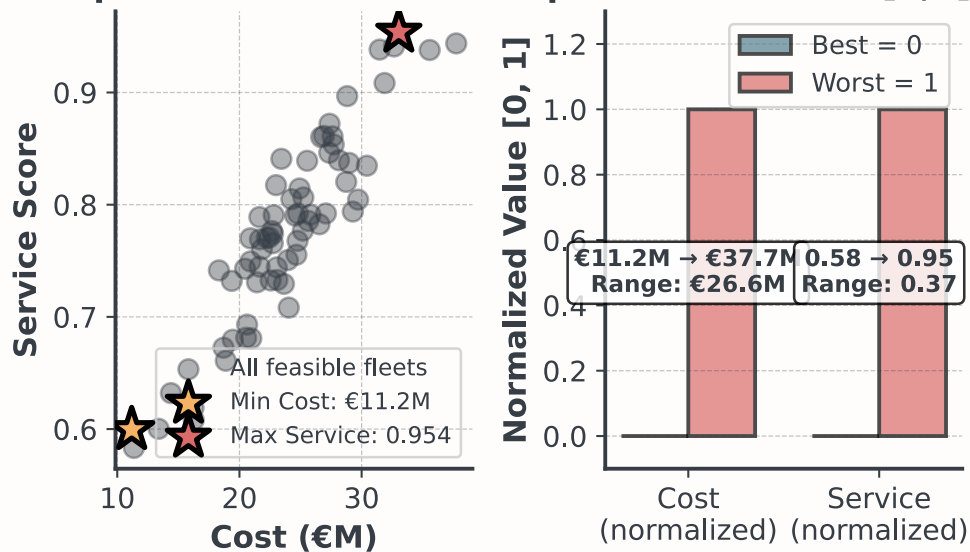 Service Score
0.9
0.8
0.7
0.6
All feasible fleets
Min Cost: €11.2M
Max Service: 0.954
10
20
30
Cost (€M)
Normalized Value [0, 1]
1.2
1.0
0.8
0.6
0.4
0.2
0.0
Best = 0
Worst = 1
€11.2M → €37.7M
Range: €26.6M
0.58 → 0.95
Range: 0.37
Cost
(normalized)
Service
(normalized)